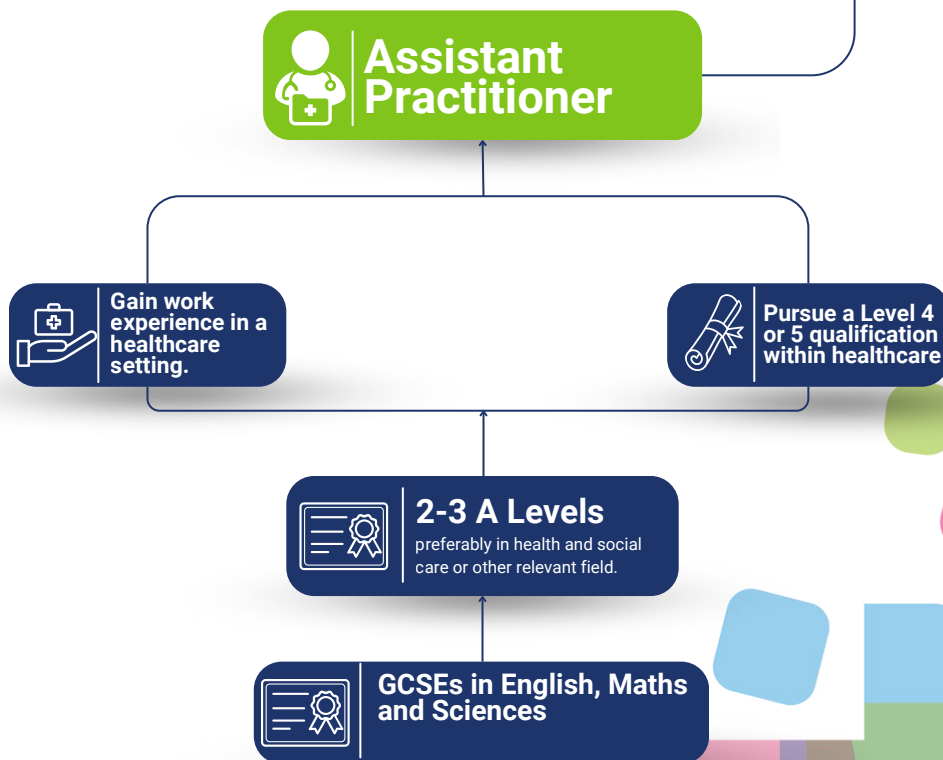 Assistant
Practitioner
Gain work
experience in a
healthcare
setting.
Pursue a Level 4
or 5 qualification
within healthcare
2-3 A Levels
preferably in health and social
care or other relevant field.
GCSEs in English, Maths
and Sciences